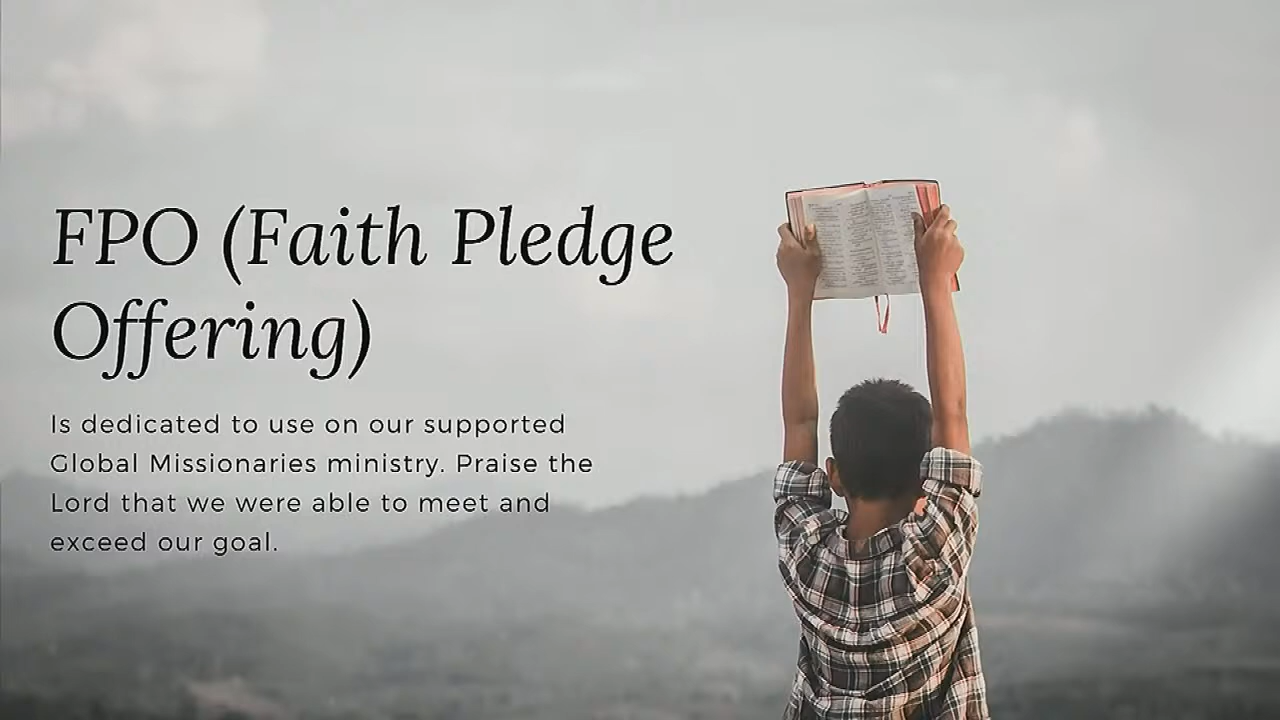 FPO (Faith Pledge
Offering)
Is dedicated to use on our supported
Global Missionaries ministry. Praise the
Lord that we were able to meet and
exceed our goal.